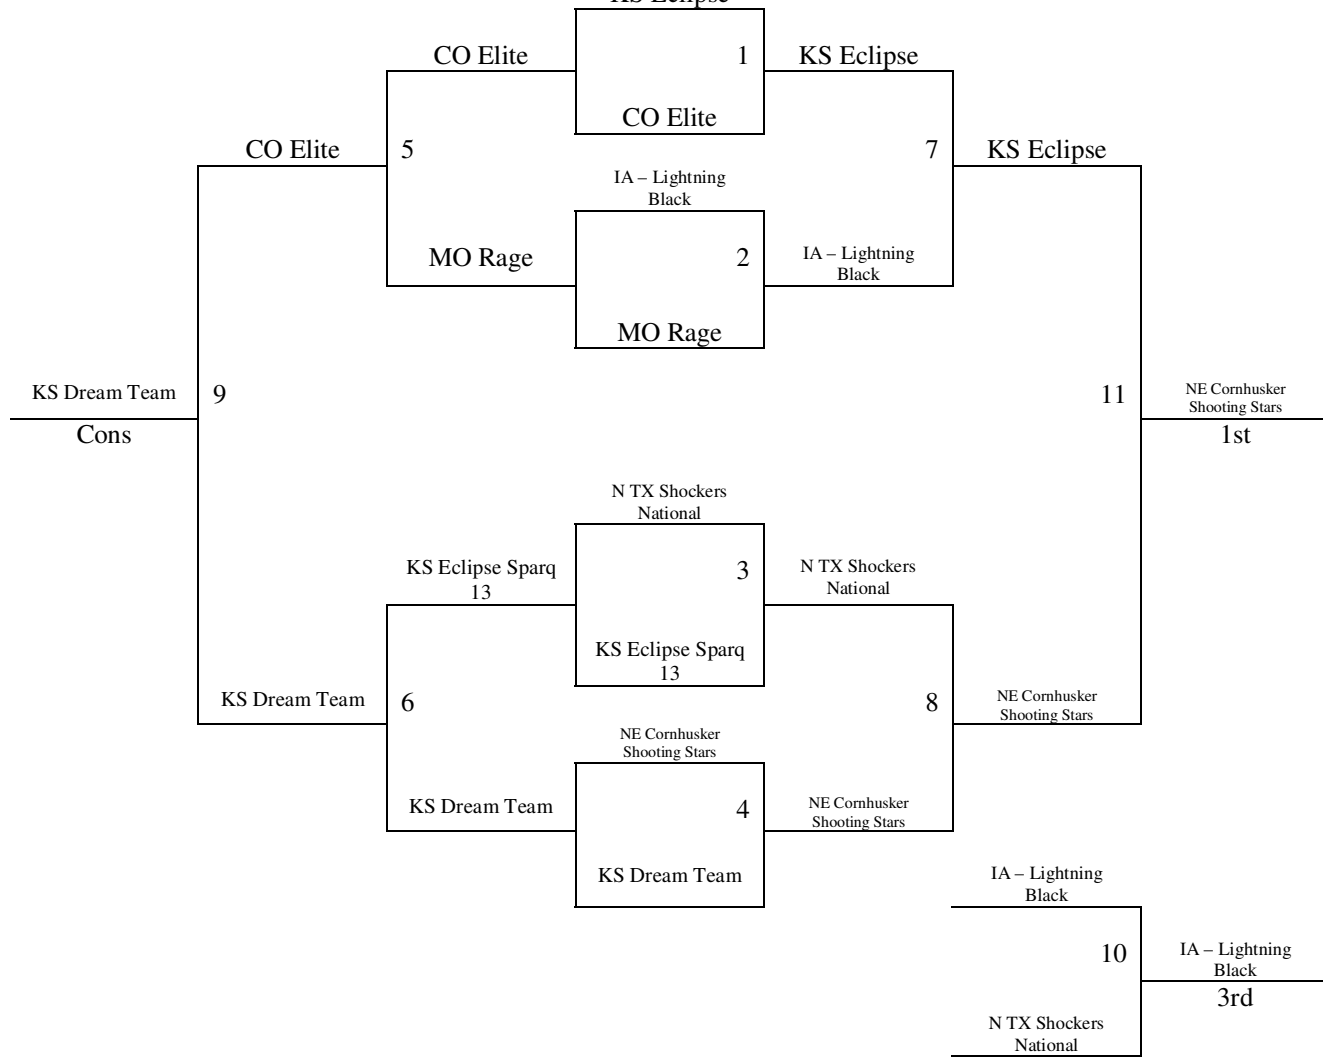 KS Eclipse
CO Elite
1
KS Eclipse
CO Elite
CO Elite
5
7
KS Eclipse
IA – Lightning
Black
MO Rage
2
IA – Lightning
Black
MO Rage
KS Dream Team
9
11
NE Cornhusker
Shooting Stars
Cons
1st
N TX Shockers
National
KS Eclipse Sparq
13
3
N TX Shockers
National
KS Eclipse Sparq
13
KS Dream Team
6
8
NE Cornhusker
Shooting Stars
NE Cornhusker
Shooting Stars
KS Dream Team
4
NE Cornhusker
Shooting Stars
KS Dream Team
IA – Lightning
Black
10
IA – Lightning
Black
3rd
N TX Shockers
National